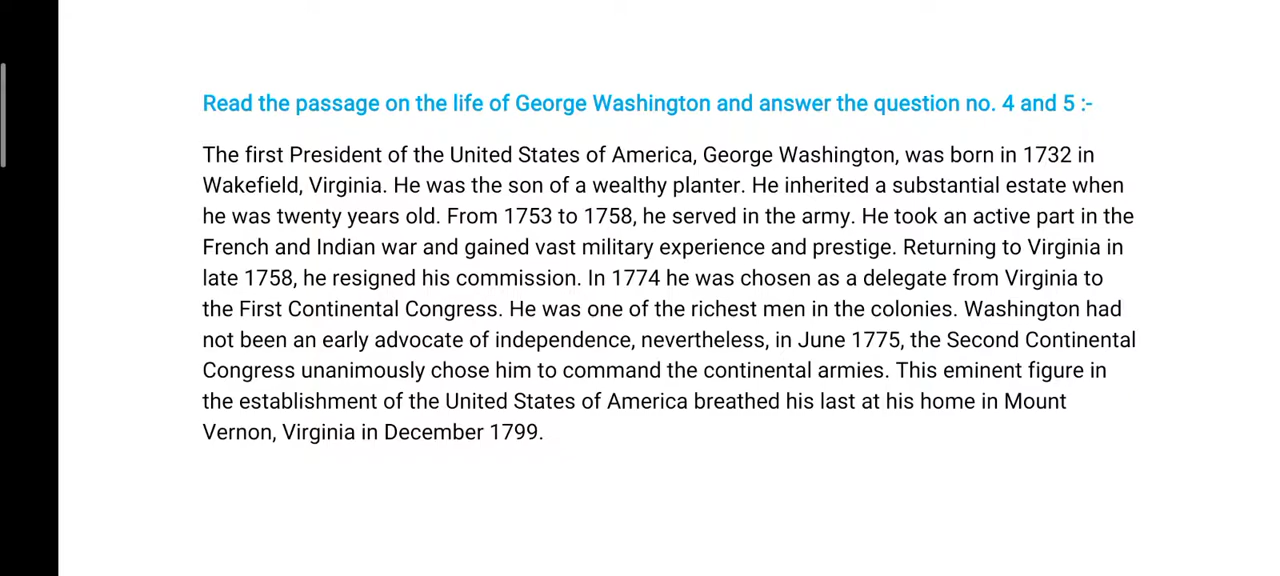 Read the passage on the life of George Washington and answer the question no. 4 and 5 :-
The first President of the United States of America, George Washington, was born in 1732 in
Wakefield, Virginia. He was the son of a wealthy planter. He inherited a substantial estate when
he was twenty years old. From 1753 to 1758, he served in the army. He took an active part in the
French and Indian war and gained vast military experience and prestige. Returning to Virginia in
late 1758, he resigned his commission. In 1774 he was chosen as a delegate from Virginia to
the First Continental Congress. He was one of the richest men in the colonies. Washington had
not been an early advocate of independence, nevertheless, in June 1775, the Second Continental
Congress unanimously chose him to command the continental armies. This eminent figure in
the establishment of the United States of America breathed his last at his home in Mount
Vernon, Virginia in December 1799.